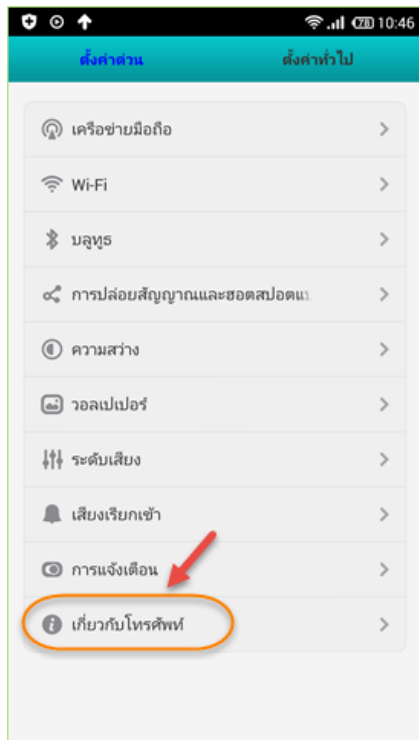 78 10:46
ตั้งค่าด่วน ตั้งค่าทั่วไป
เครือข่ายมือถือ
Wi-Fi
บลูทูธ
การปล่อยสัญญาณและฮอตสปอตแบ
ความสว่าง
วอลเปเปอร์
ระดับเสียง
เสียงเรียกเข้า
การแจ้งเตือน
เกี่ยวกับโทรศัพท์